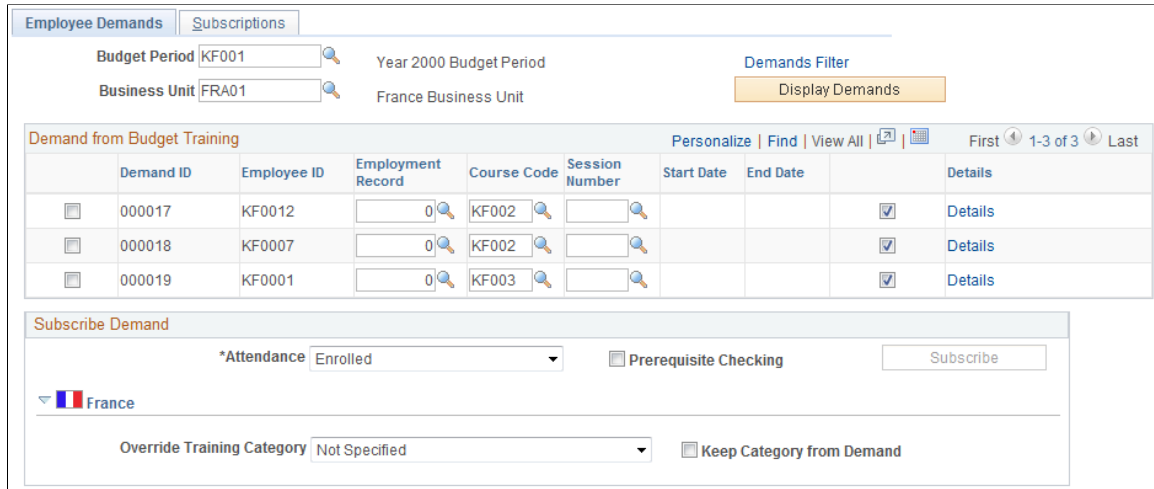 Employee Demands Subscriptions
Budget Period KF001 Year 2000 Budget Period Demands Filter
Business Unit FRA01 France Business Unit Display Demands
Demand from Budget Training Personalize | Find | View All | | First 1-3 of 3 Last
Demand ID Employee ID Employment Record Course Code Session Number Start Date End Date Details
000017 KF0012 0 KF002 Details
000018 KF0007 0 KF002 Details
000019 KF0001 0 KF003 Details
Subscribe Demand
*Attendance Enrolled Prerequisite Checking Subscribe
France
Override Training Category Not Specified Keep Category from Demand